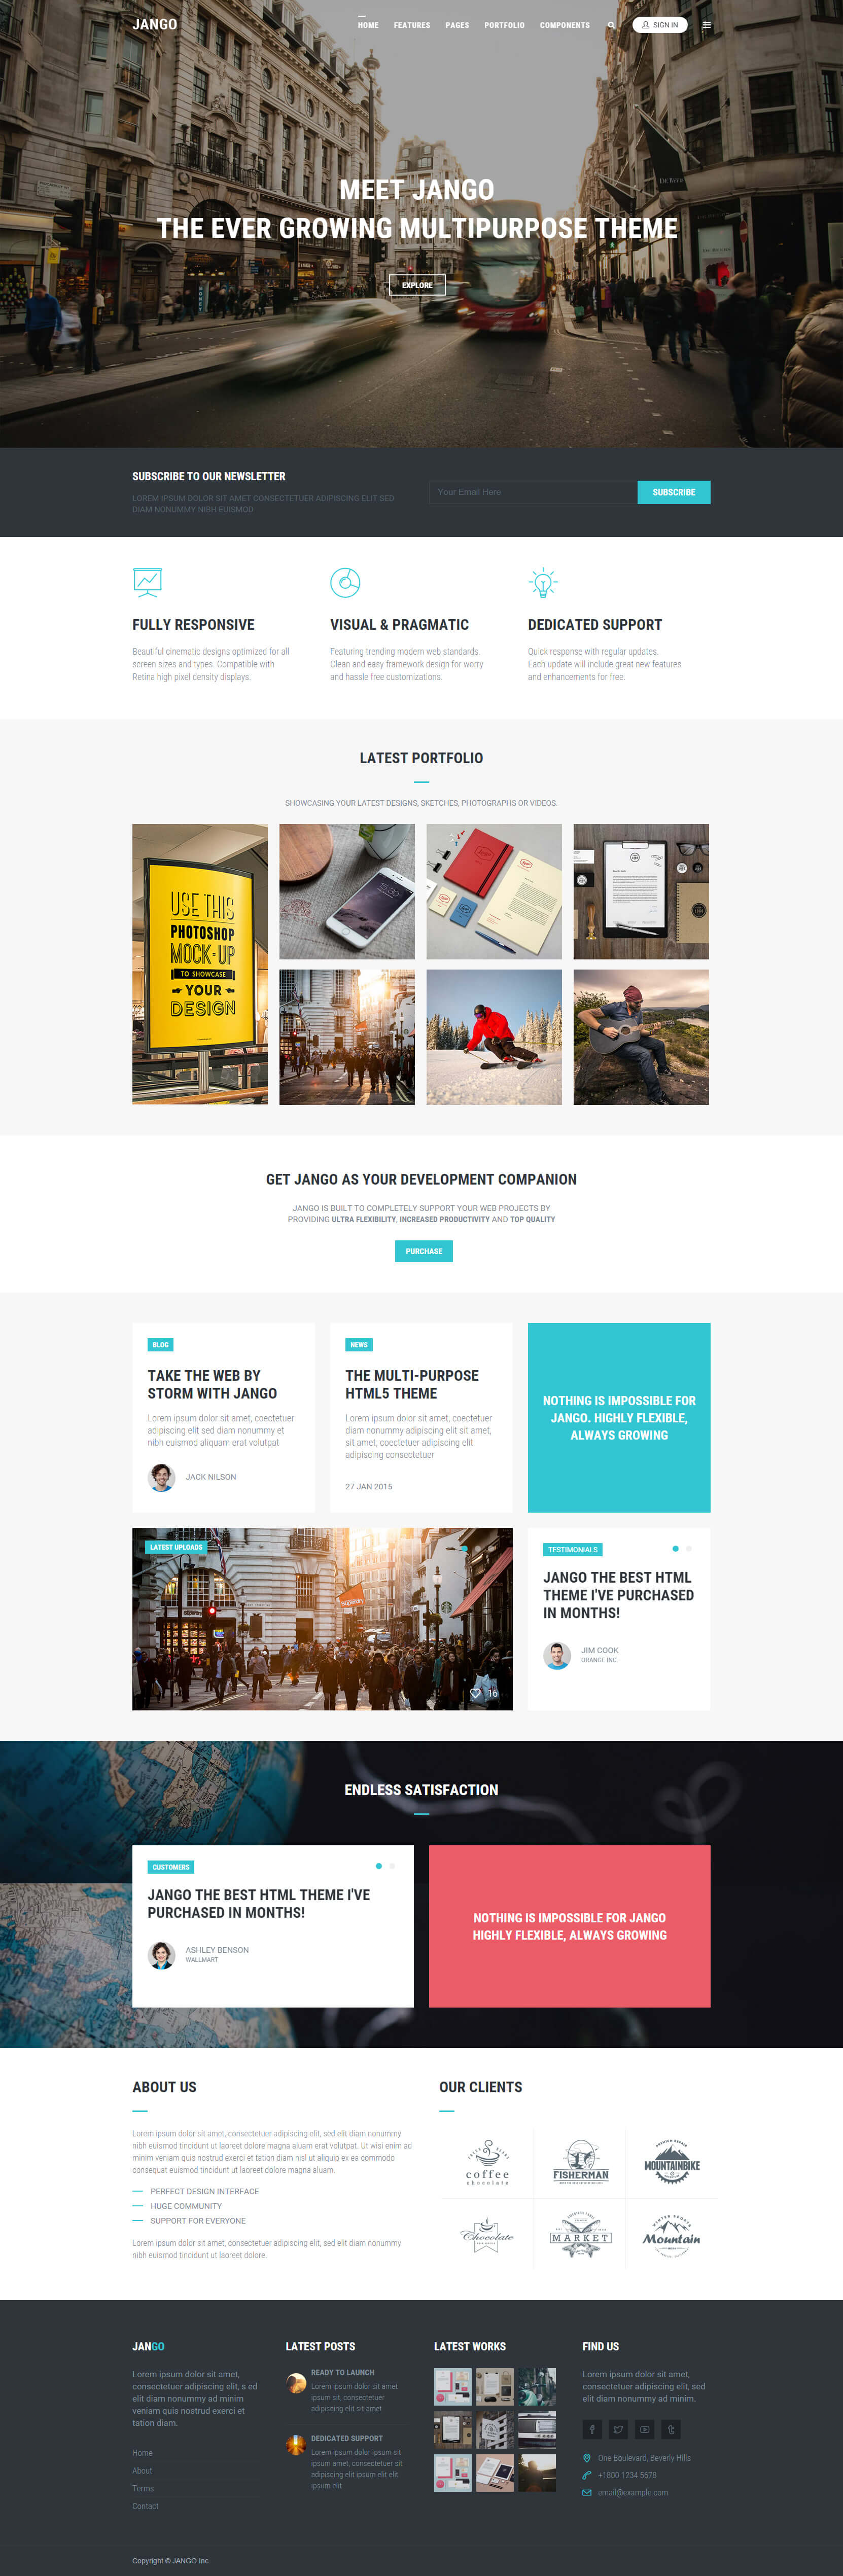 JANGO
HOME FEATURES PAGES PORTFOLIO COMPONENTS SIGN IN
MEET JANGO
THE EVER GROWING MULTIPURPOSE THEME
EXPLORE
SUBSCRIBE TO OUR NEWSLETTER
LOREM IPSUM DOLOR SIT AMET CONSECTETUER ADIPISCING ELIT SED
DIAM NONUMMY NIBH EUISMOD
Your Email Here
SUBSCRIBE
FULLY RESPONSIVE
Beautiful cinematic designs optimized for all
screen sizes and types. Compatible with
Retina high pixel density displays.
VISUAL & PRAGMATIC
Featuring trending modern web standards.
Clean and easy framework design for worry
and hassle free customizations.
DEDICATED SUPPORT
Quick response with regular updates.
Each update will include great new features
and enhancements for free.
LATEST PORTFOLIO
SHOWCASING YOUR LATEST DESIGNS, SKETCHES, PHOTOGRAPHS OR VIDEOS.
USE THIS
PHOTOSHOP
MOCK-UP
TO SHOWCASE
YOUR
DESIGN
GET JANGO AS YOUR DEVELOPMENT COMPANION
JANGO IS BUILT TO COMPLETELY SUPPORT YOUR WEB PROJECTS BY
PROVIDING ULTRA FLEXIBILITY, INCREASED PRODUCTIVITY AND TOP QUALITY
PURCHASE
BLOG
TAKE THE WEB BY
STORM WITH JANGO
Lorem ipsum dolor sit amet, coectetuer
adipiscing elit sed diam nonummy et
nibh euismod aliquam erat volutpat
JACK NILSON
NEWS
THE MULTI-PURPOSE
HTML5 THEME
Lorem ipsum dolor sit amet, coectetuer
adipiscing elit nonummy elit sit amet,
sit amet, coectetuer adipiscing elit
adipiscing consectetuer
27 JAN 2015
NOTHING IS IMPOSSIBLE FOR
JANGO. HIGHLY FLEXIBLE,
ALWAYS GROWING
LATEST UPLOADS
16
TESTIMONIALS
JANGO THE BEST HTML
THEME I'VE PURCHASED
IN MONTHS!
JIM COOK
ORANGE INC.
ENDLESS SATISFACTION
CUSTOMERS
JANGO THE BEST HTML THEME I'VE
PURCHASED IN MONTHS!
ASHLEY BENSON
WALLMART
NOTHING IS IMPOSSIBLE FOR JANGO
HIGHLY FLEXIBLE, ALWAYS GROWING
ABOUT US
Lorem ipsum dolor sit amet, consectetuer adipiscing elit, sed elit diam nonummy
nibh euismod tincidunt ut laoreet dolore magna aluam erat volutpat. Ut wisi enim ad
minim veniam quis nostrud exerci et tation diam nisl ut aliquip ex ea commodo
consequat euismod tincidunt ut laoreet dolore magna aluam.
PERFECT DESIGN INTERFACE
HUGE COMMUNITY
SUPPORT FOR EVERYONE
Lorem ipsum dolor sit amet, consectetuer adipiscing elit, sed elit diam nonummy
nibh euismod tincidunt ut laoreet dolore.
OUR CLIENTS
coffee
chocolate
FISHERMAN
MOUNTAINBIKE
Chocolate
MARKET
WINTER SPORTS
Mountain
JANGO
Lorem ipsum dolor sit amet,
consectetuer adipiscing elit, s ed
elit diam nonummy ad minim
veniam quis nostrud exerci et
tation diam.
Home
About
Terms
Contact
LATEST POSTS
READY TO LAUNCH
Lorem ipsum dolor sit amet
ipsum sit, consectetuer
adipiscing elit sit amet
DEDICATED SUPPORT
Lorem ipsum dolor ipsum sit
ipsum amet, consectetuer sit
adipiscing elit ipsum elit elit
ipsum elit
LATEST WORKS
FIND US
Lorem ipsum dolor sit amet,
consectetuer adipiscing elit, sed
elit diam nonummy ad minim.
One Boulevard, Beverly Hills
+1800 1234 5678
email@example.com
Copyright © JANGO Inc.